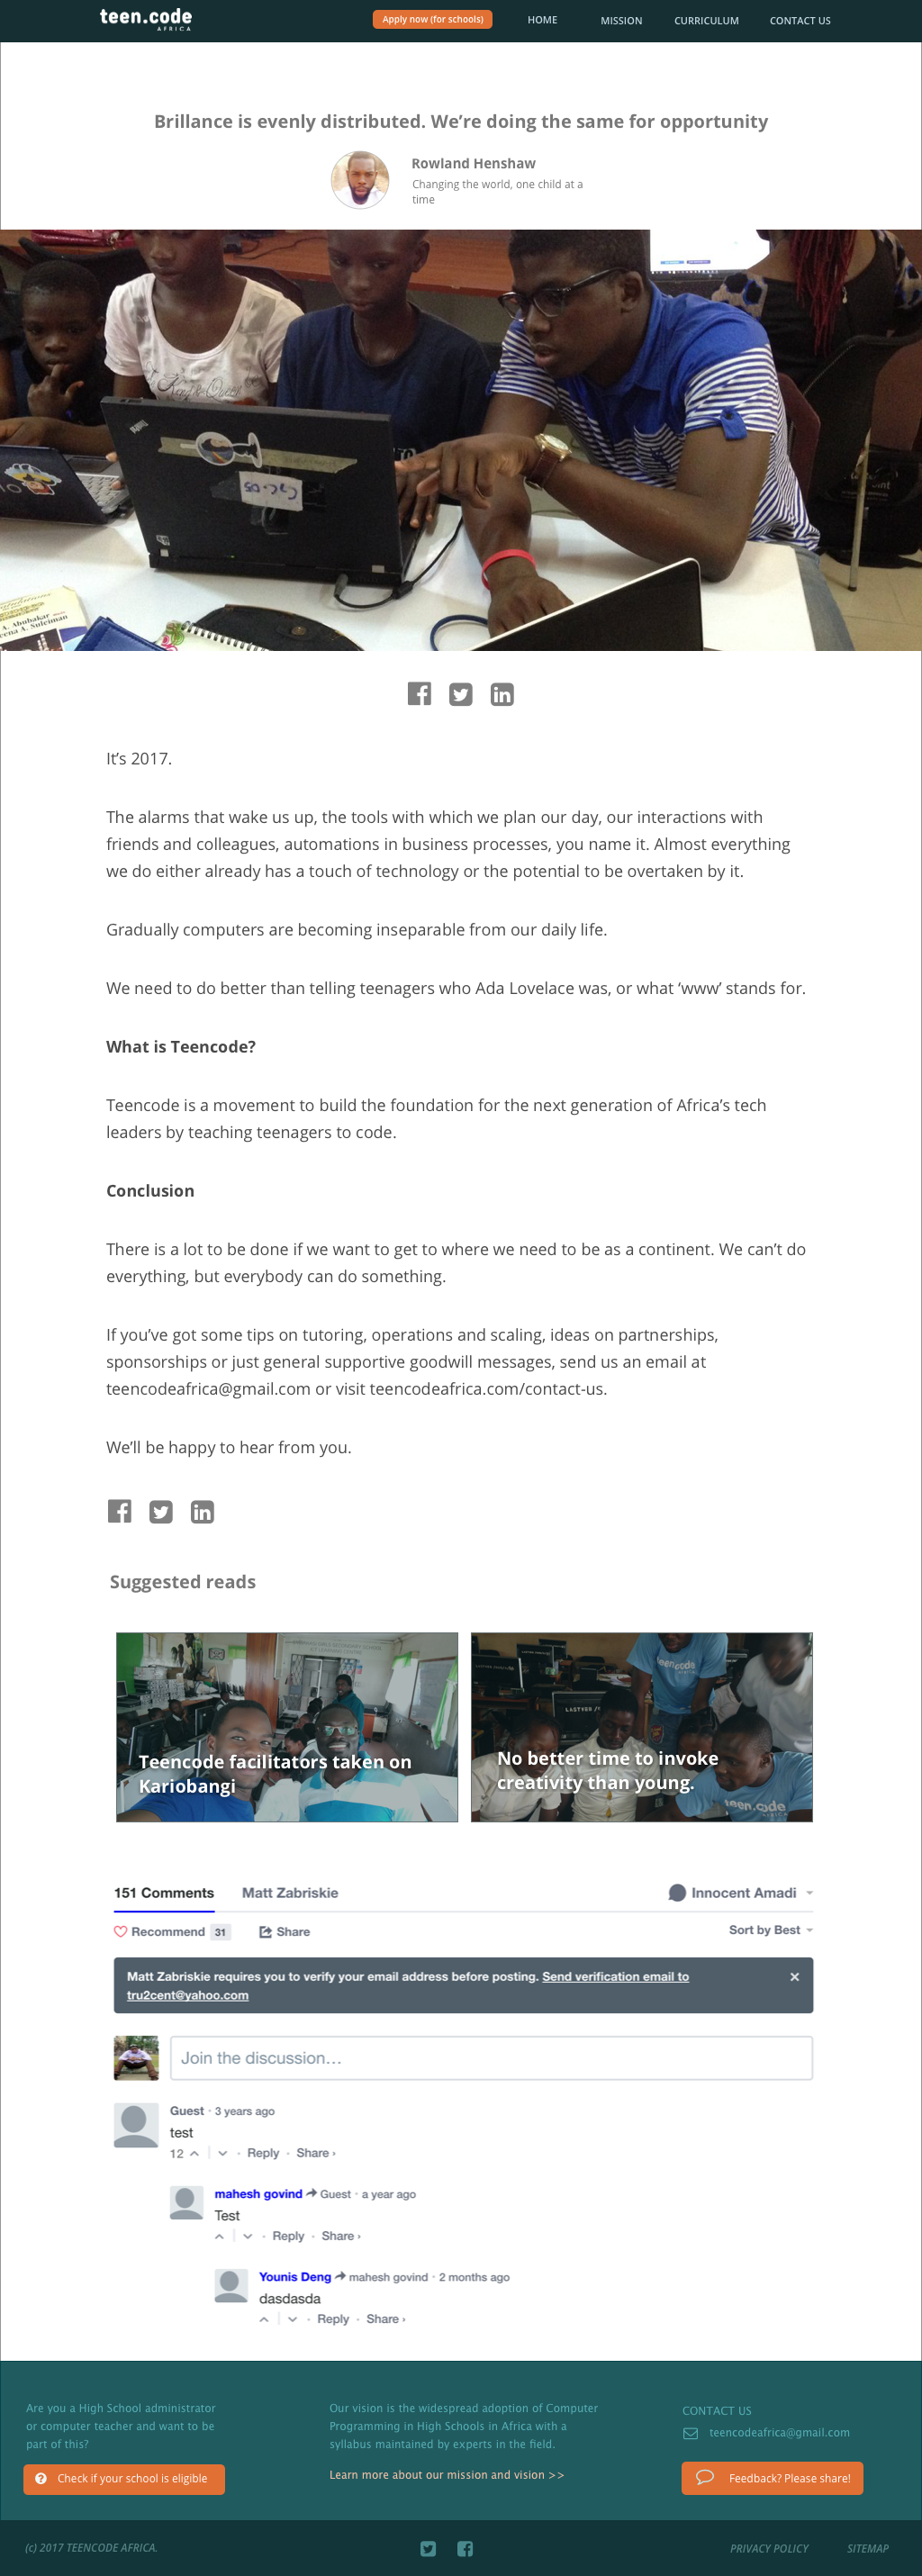 teen.code
AFRICA
Apply now (for schools)
HOME
MISSION
CURRICULUM
CONTACT US
Brillance is evenly distributed. We’re doing the same for opportunity
Rowland Henshaw
Changing the world, one child at a
time
A. Abubakar
eena A. Suleiman
It’s 2017.
The alarms that wake us up, the tools with which we plan our day, our interactions with
friends and colleagues, automations in business processes, you name it. Almost everything
we do either already has a touch of technology or the potential to be overtaken by it.
Gradually computers are becoming inseparable from our daily life.
We need to do better than telling teenagers who Ada Lovelace was, or what ‘www’ stands for.
What is Teencode?
Teencode is a movement to build the foundation for the next generation of Africa’s tech
leaders by teaching teenagers to code.
Conclusion
There is a lot to be done if we want to get to where we need to be as a continent. We can’t do
everything, but everybody can do something.
If you’ve got some tips on tutoring, operations and scaling, ideas on partnerships,
sponsorships or just general supportive goodwill messages, send us an email at
teencodeafrica@gmail.com or visit teencodeafrica.com/contact-us.
We’ll be happy to hear from you.
Suggested reads
Teencode facilitators taken on
Kariobangi
teen.code
No better time to invoke
creativity than young.
151 Comments
Matt Zabriskie
Innocent Amadi
Recommend 31
Share
Sort by Best
Matt Zabriskie requires you to verify your email address before posting. Send verification email to
tru2cent@yahoo.com
Join the discussion…
Guest · 3 years ago
test
12 Reply Share ›
mahesh govind Guest · a year ago
Test
Reply Share ›
Younis Deng mahesh govind · 2 months ago
dasdasda
Reply Share ›
Are you a High School administrator
or computer teacher and want to be
part of this?
Check if your school is eligible
Our vision is the widespread adoption of Computer
Programming in High Schools in Africa with a
syllabus maintained by experts in the field.
Learn more about our mission and vision >>
CONTACT US
teencodeafrica@gmail.com
Feedback? Please share!
(c) 2017 TEENCODE AFRICA.
PRIVACY POLICY
SITEMAP